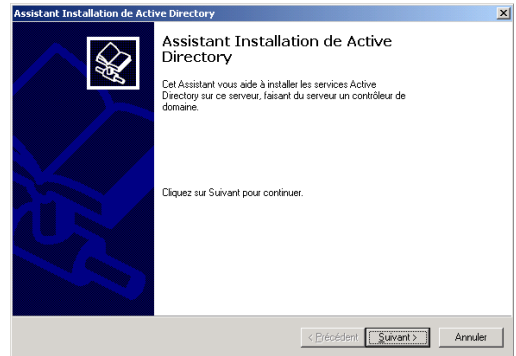 Assistant Installation de Active Directory
Assistant Installation de Active
Directory
Cet Assistant vous aide à installer les services Active
Directory sur ce serveur, faisant du serveur un contrôleur de
domaine.
Cliquez sur Suivant pour continuer.
< Précédent
Suivant >
Annuler